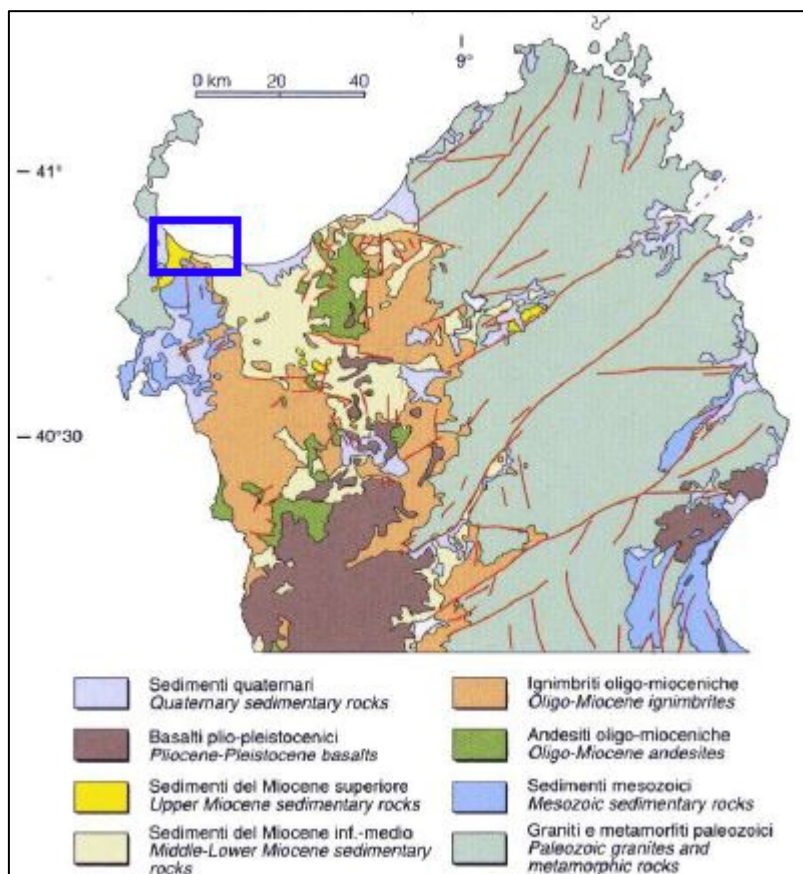 9°
0 km 20 40
41°
40°30
Sedimenti quaternari
Quaternary sedimentary rocks
Basalti plio-pleistocenici
Pliocene-Pleistocene basalts
Sedimenti del Miocene superiore
Upper Miocene sedimentary rocks
Sedimenti del Miocene inf.-medio
Middle-Lower Miocene sedimentary
rocks
Ignimbriti oligo-mioceniche
Oligo-Miocene ignimbrites
Andesiti oligo-mioceniche
Oligo-Miocene andesites
Sedimenti mesozoici
Mesozoic sedimentary rocks
Graniti e metamorfiti paleozoici
Paleozoic granites and
metamorphic rocks